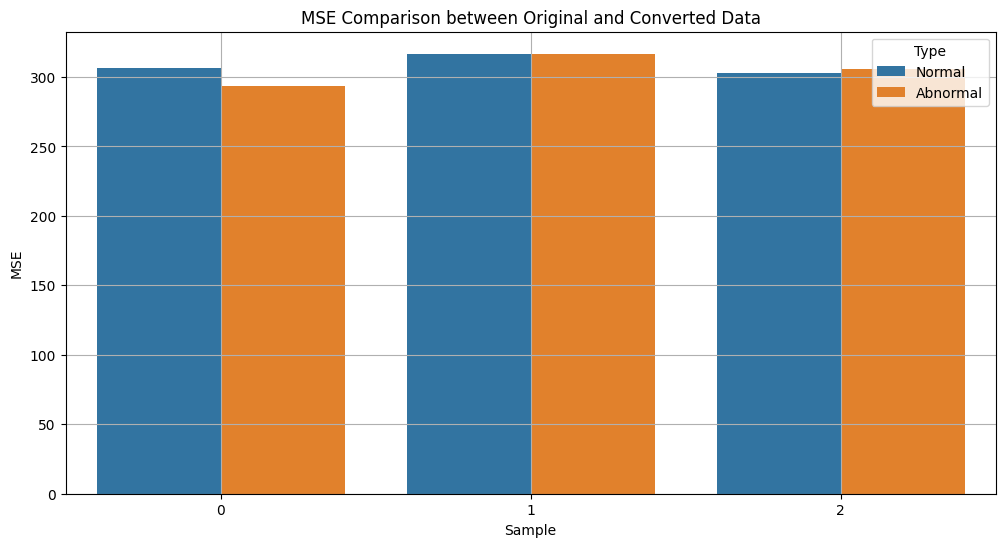 MSE Comparison between Original and Converted Data
Type
Normal
Abnormal
300
250
200
150
100
50
0
MSE
0 1 2
Sample